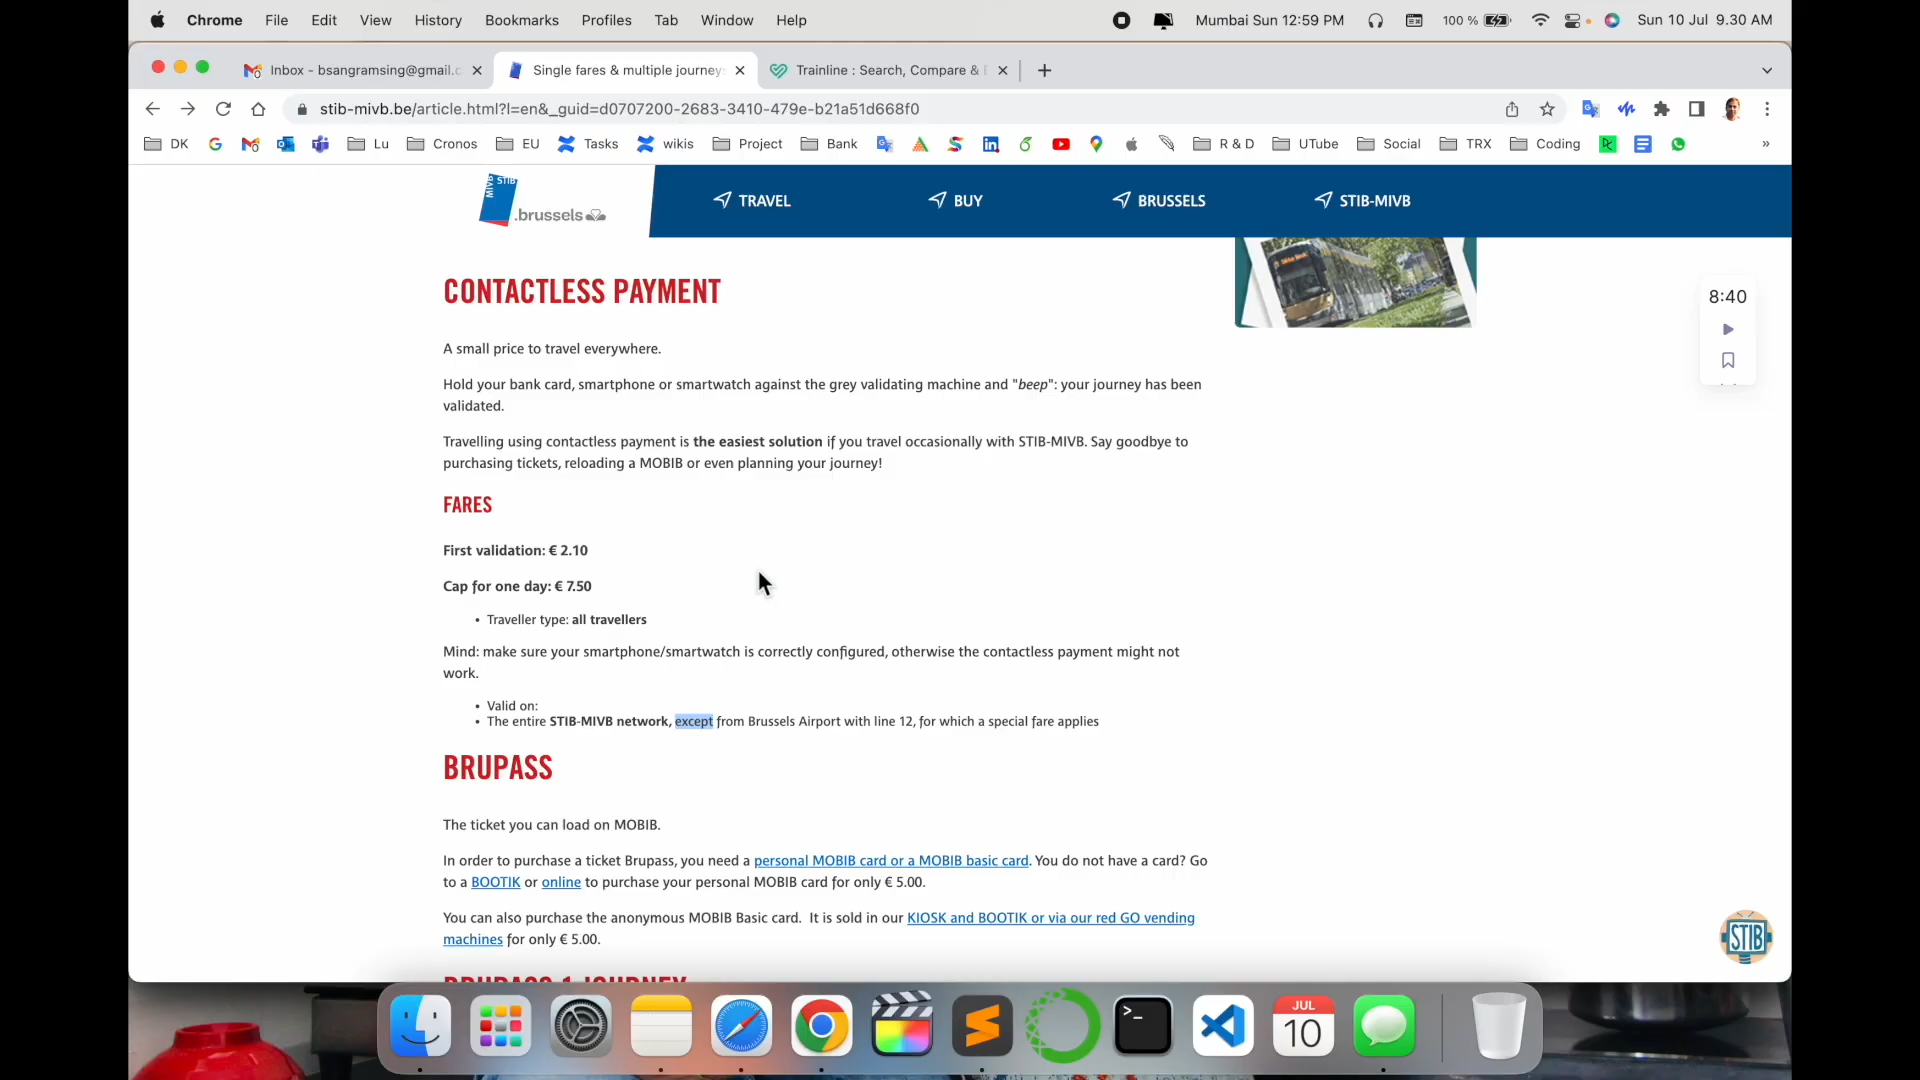 Chrome File Edit View History Bookmarks Profiles Tab Window Help Mumbai Sun 12:59 PM 100 % Sun 10 Jul 9.30 AM
Inbox - bsangramsing@gmail.c Single fares & multiple journeys Trainline : Search, Compare &
stib-mivb.be/article.html?l=en&_guid=d0707200-2683-3410-479e-b21a51d668f0
DK Lu Cronos EU Tasks wikis Project Bank R & D UTube Social TRX Coding »
MIVB STIB .brussels
TRAVEL BUY BRUSSELS STIB-MIVB
CONTACTLESS PAYMENT
8:40
A small price to travel everywhere.
Hold your bank card, smartphone or smartwatch against the grey validating machine and "beep": your journey has been
validated.
Travelling using contactless payment is the easiest solution if you travel occasionally with STIB-MIVB. Say goodbye to
purchasing tickets, reloading a MOBIB or even planning your journey!
FARES
First validation: € 2.10
Cap for one day: € 7.50
• Traveller type: all travellers
Mind: make sure your smartphone/smartwatch is correctly configured, otherwise the contactless payment might not
work.
• Valid on:
• The entire STIB-MIVB network, except from Brussels Airport with line 12, for which a special fare applies
BRUPASS
The ticket you can load on MOBIB.
In order to purchase a ticket Brupass, you need a personal MOBIB card or a MOBIB basic card. You do not have a card? Go
to a BOOTIK or online to purchase your personal MOBIB card for only € 5.00.
You can also purchase the anonymous MOBIB Basic card. It is sold in our KIOSK and BOOTIK or via our red GO vending
machines for only € 5.00.
STIB
BRUPASS 1 JOURNEY
JUL
10